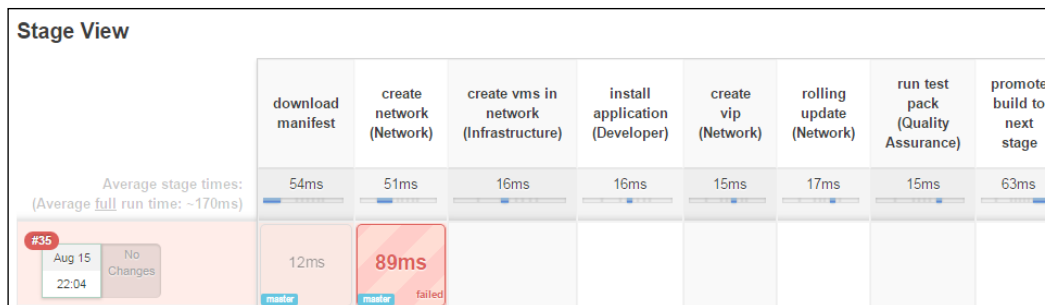 Stage View
download
manifest
create
network
(Network)
create vms in
network
(Infrastructure)
install
application
(Developer)
create
vip
(Network)
rolling
update
(Network)
run test
pack
(Quality
Assurance)
promote
build to
next
stage
Average stage times:
(Average full run time: ~170ms)
54ms
51ms
16ms
16ms
15ms
17ms
15ms
63ms
#35
Aug 15
22:04
No
Changes
12ms
master
89ms
master
failed